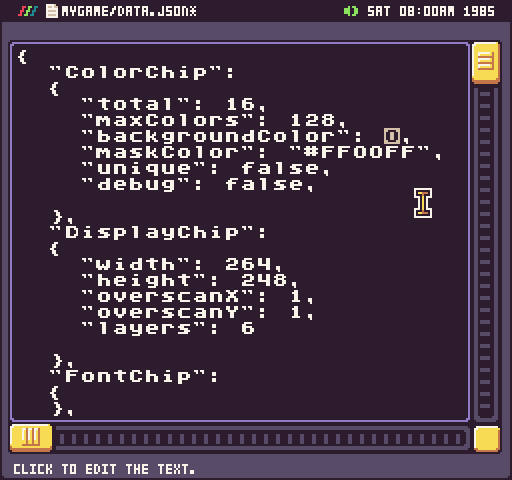 MYGAME/DATA.JSON*
SAT 08:00AM 1985
{
"ColorChip":
{
"total": 16,
"maxColors": 128,
"backgroundColor": 0,
"maskColor": "#FF00FF",
"unique": false,
"debug": false,
},
"DisplayChip":
{
"width": 264,
"height": 248,
"overscanX": 1,
"overscanY": 1,
"layers": 6
},
"FontChip":
{
},
CLICK TO EDIT THE TEXT.